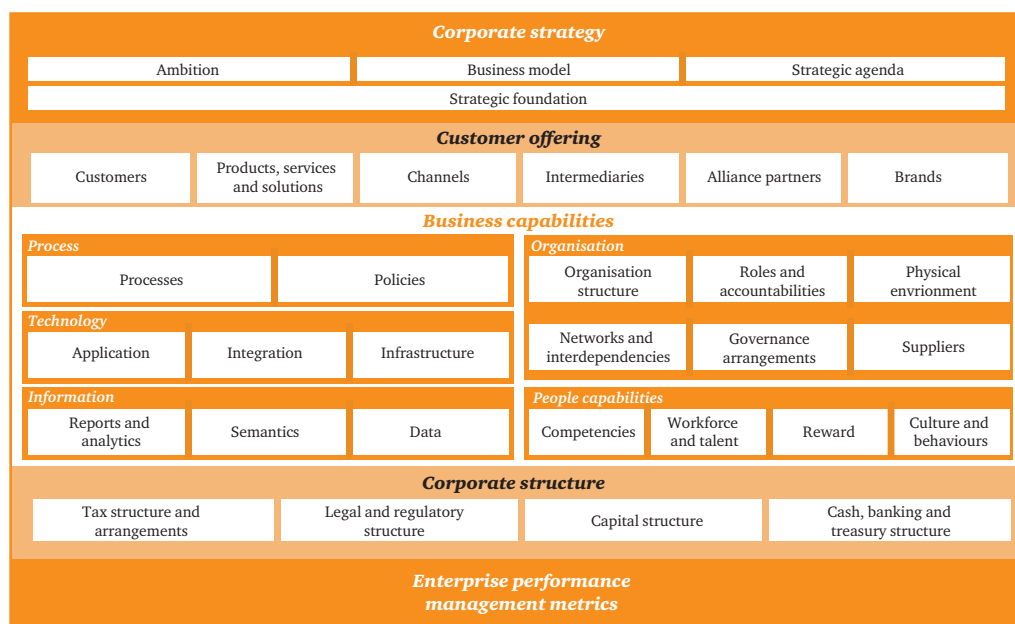 Corporate strategy
Ambition
Business model
Strategic agenda
Strategic foundation
Customer offering
Customers
Products, services
and solutions
Channels
Intermediaries
Alliance partners
Brands
Business capabilities
Process
Processes
Policies
Technology
Application
Integration
Infrastructure
Information
Reports and
analytics
Semantics
Data
Organisation
Organisation
structure
Roles and
accountabilities
Physical
envrionment
Networks and
interdependencies
Governance
arrangements
Suppliers
People capabilities
Competencies
Workforce
and talent
Reward
Culture and
behaviours
Corporate structure
Tax structure and
arrangements
Legal and regulatory
structure
Capital structure
Cash, banking and
treasury structure
Enterprise performance
management metrics